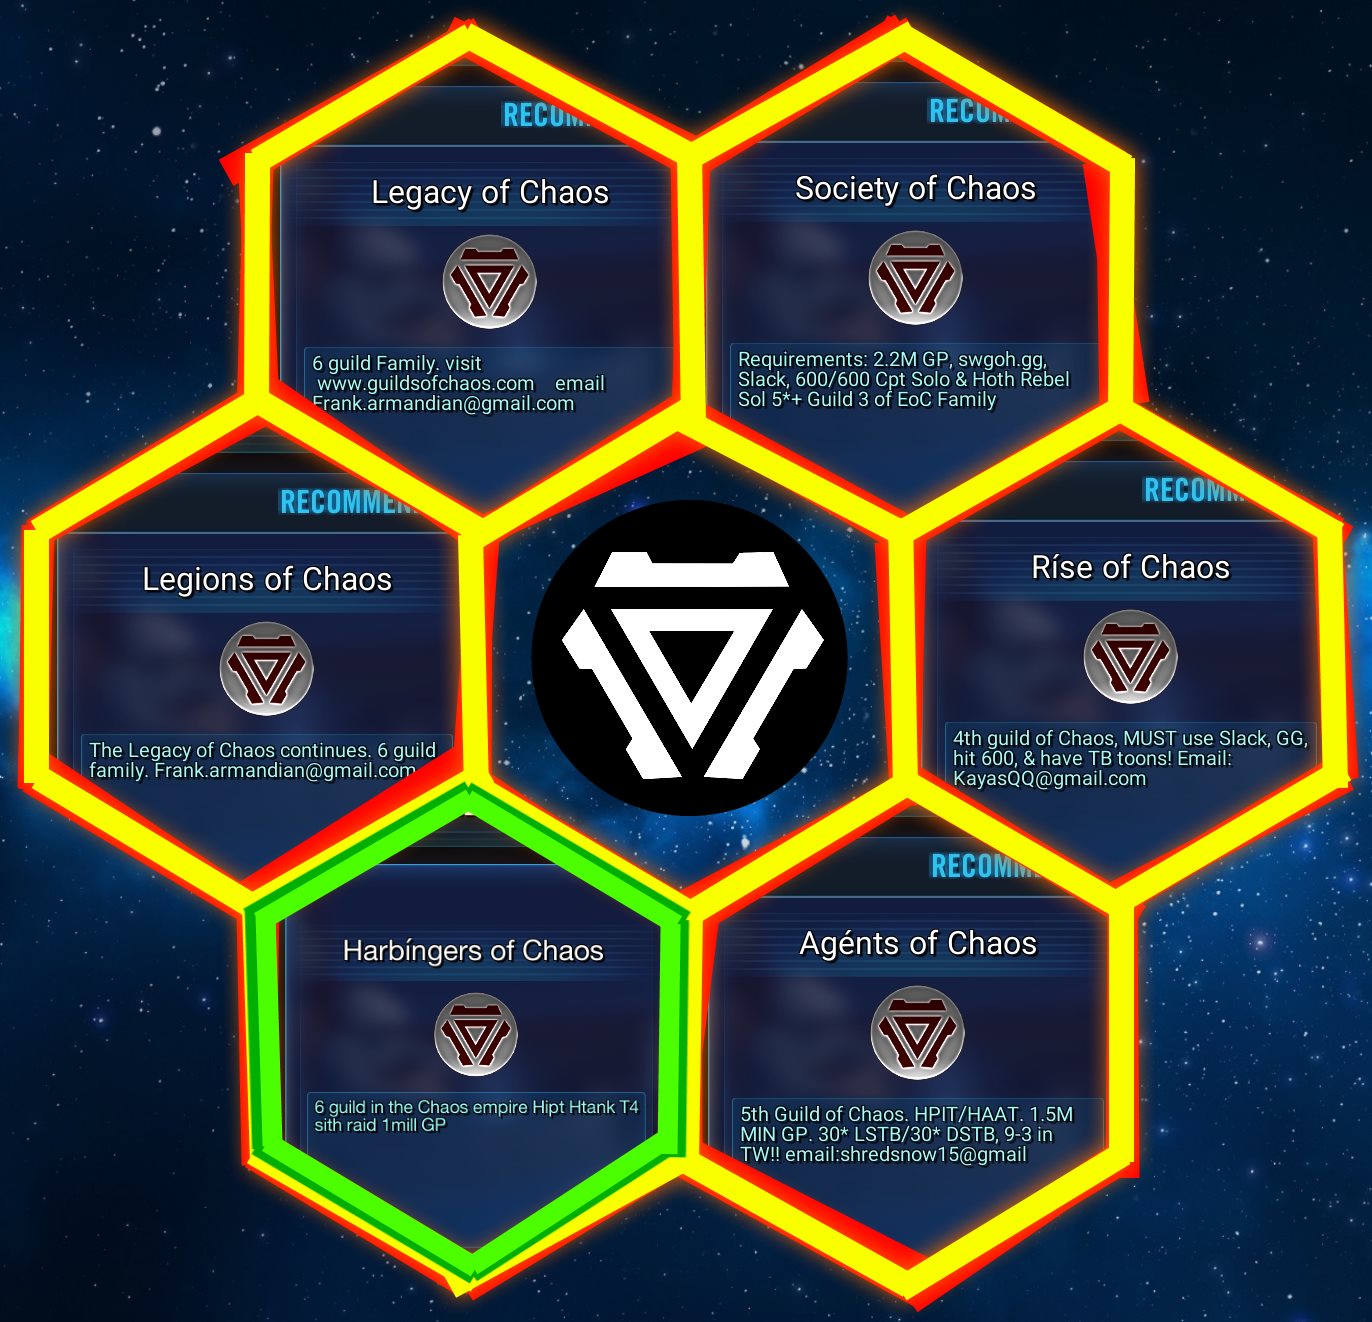 RECOM
Legacy of Chaos
6 guild Family. visit
www.guildsofchaos.com email
Frank.armandian@gmail.com
RECOM
Society of Chaos
Requirements: 2.2M GP, swgoh.gg,
Slack, 600/600 Cpt Solo & Hoth Rebel
Sol 5*+ Guild 3 of EoC Family
RECOMMEN
Legions of Chaos
The Legacy of Chaos continues. 6 guild
family. Frank.armandian@gmail.com
RECOMM
Ríse of Chaos
4th guild of Chaos, MUST use Slack, GG,
hit 600, & have TB toons! Email:
KayasQQ@gmail.com
Harbíngers of Chaos
6 guild in the Chaos empire Hipt Htank T4
sith raid 1mill GP
RECOMM
Agénts of Chaos
5th Guild of Chaos. HPIT/HAAT. 1.5M
MIN GP. 30* LSTB/30* DSTB, 9-3 in
TW!! email:shredsnow15@gmail